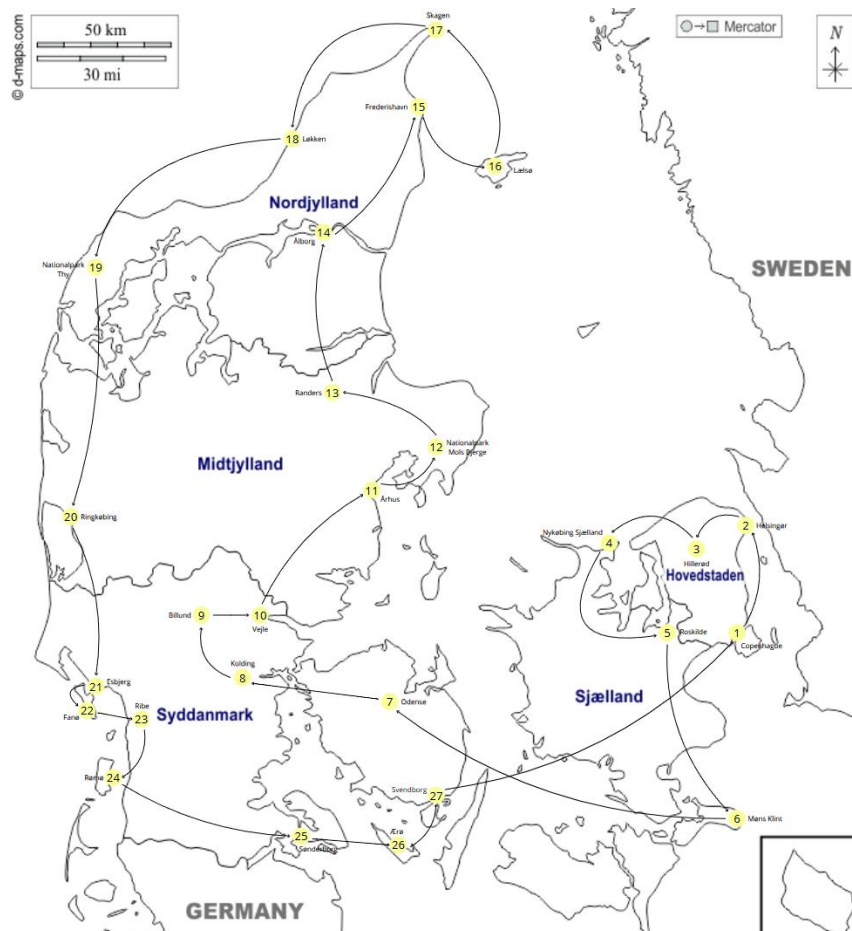 Skagen
17
50 km
30 mi
© d-maps.com
Mercator
N
Frederishavn
15
18
Løkken
16
Lælsø
Nordjylland
14
Ålborg
Nationalpark
Thy
19
SWEDEN
Randers
13
12
Nationalpark
Mols Bjerge
Midtjylland
11
Århus
20
Ringkøbing
Nykøbing Sjælland
4
2
Helsingør
3
Hillerød
Hovedstaden
Billund
9
10
Vejle
5
Roskilde
1
Copenhagde
Kolding
8
Esbjerg
21
22
Fanø
Ribe
23
Syddanmark
7
Odense
Sjælland
Rømø
24
Svendborg
27
6
Møns Klint
25
Sønderborg
Ærø
26
GERMANY